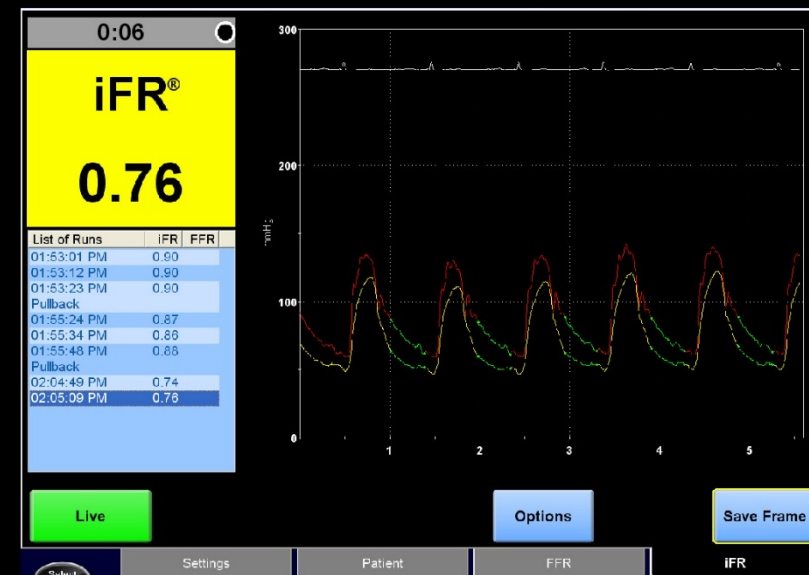 0:06
iFR®
0.76
List of Runs iFR FFR
01:53:01 PM 0.90
01:53:12 PM 0.90
01:53:23 PM 0.90
Pullback
01:55:24 PM 0.87
01:55:34 PM 0.86
01:55:48 PM 0.88
Pullback
02:04:49 PM 0.74
02:05:09 PM 0.76
300
200
mmHg
100
0
1 2 3 4 5
Live
Options
Save Frame
Select
Settings
Patient
FFR
iFR